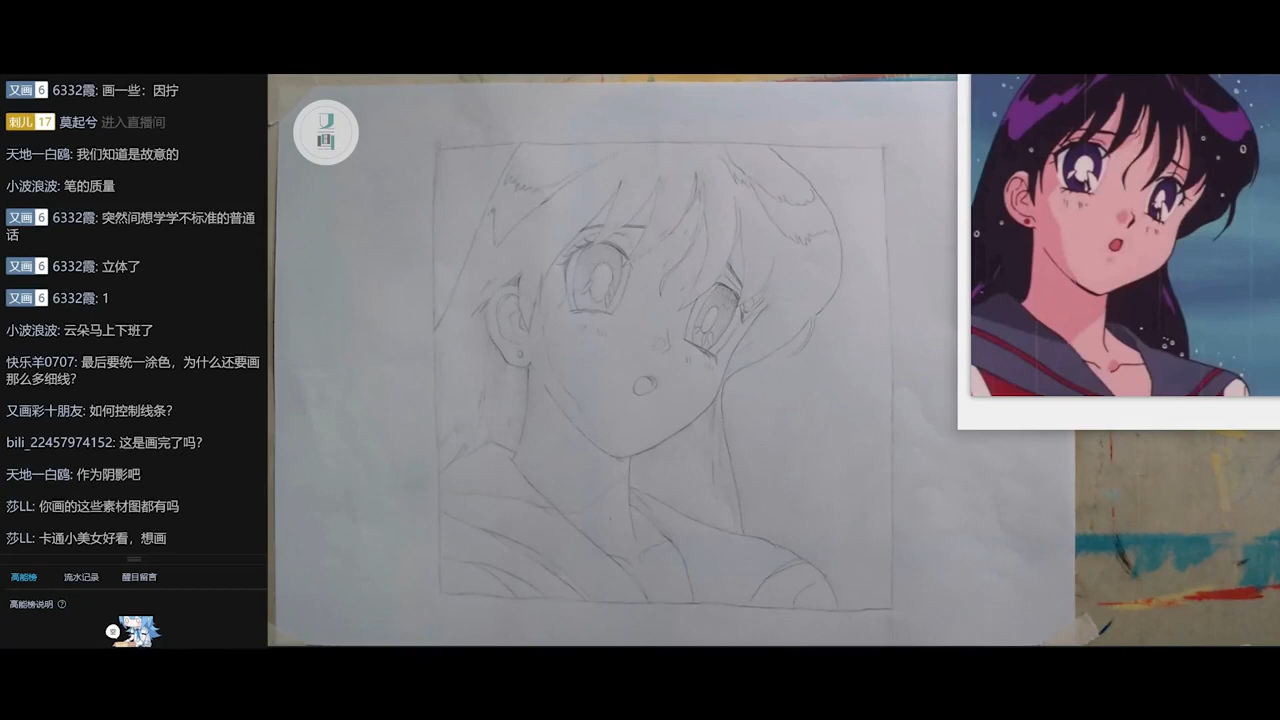 又画 6 6332霞: 画一些：因拧
刺儿 17 莫起兮 进入直播间
天地一白鸥: 我们知道是故意的
小波浪波: 笔的质量
又画 6 6332霞: 突然间想学学不标准的普通
话
又画 6 6332霞: 立体了
又画 6 6332霞: 1
小波浪波: 云朵马上下班了
快乐羊0707: 最后要统一涂色，为什么还要画
那么多细线？
又画彩十朋友: 如何控制线条？
bili_22457974152: 这是画完了吗？
天地一白鸥: 作为阴影吧
莎LL: 你画的这些素材图都有吗
莎LL: 卡通小美女好看，想画
高能榜 流水记录 醒目留言
高能榜说明 ?